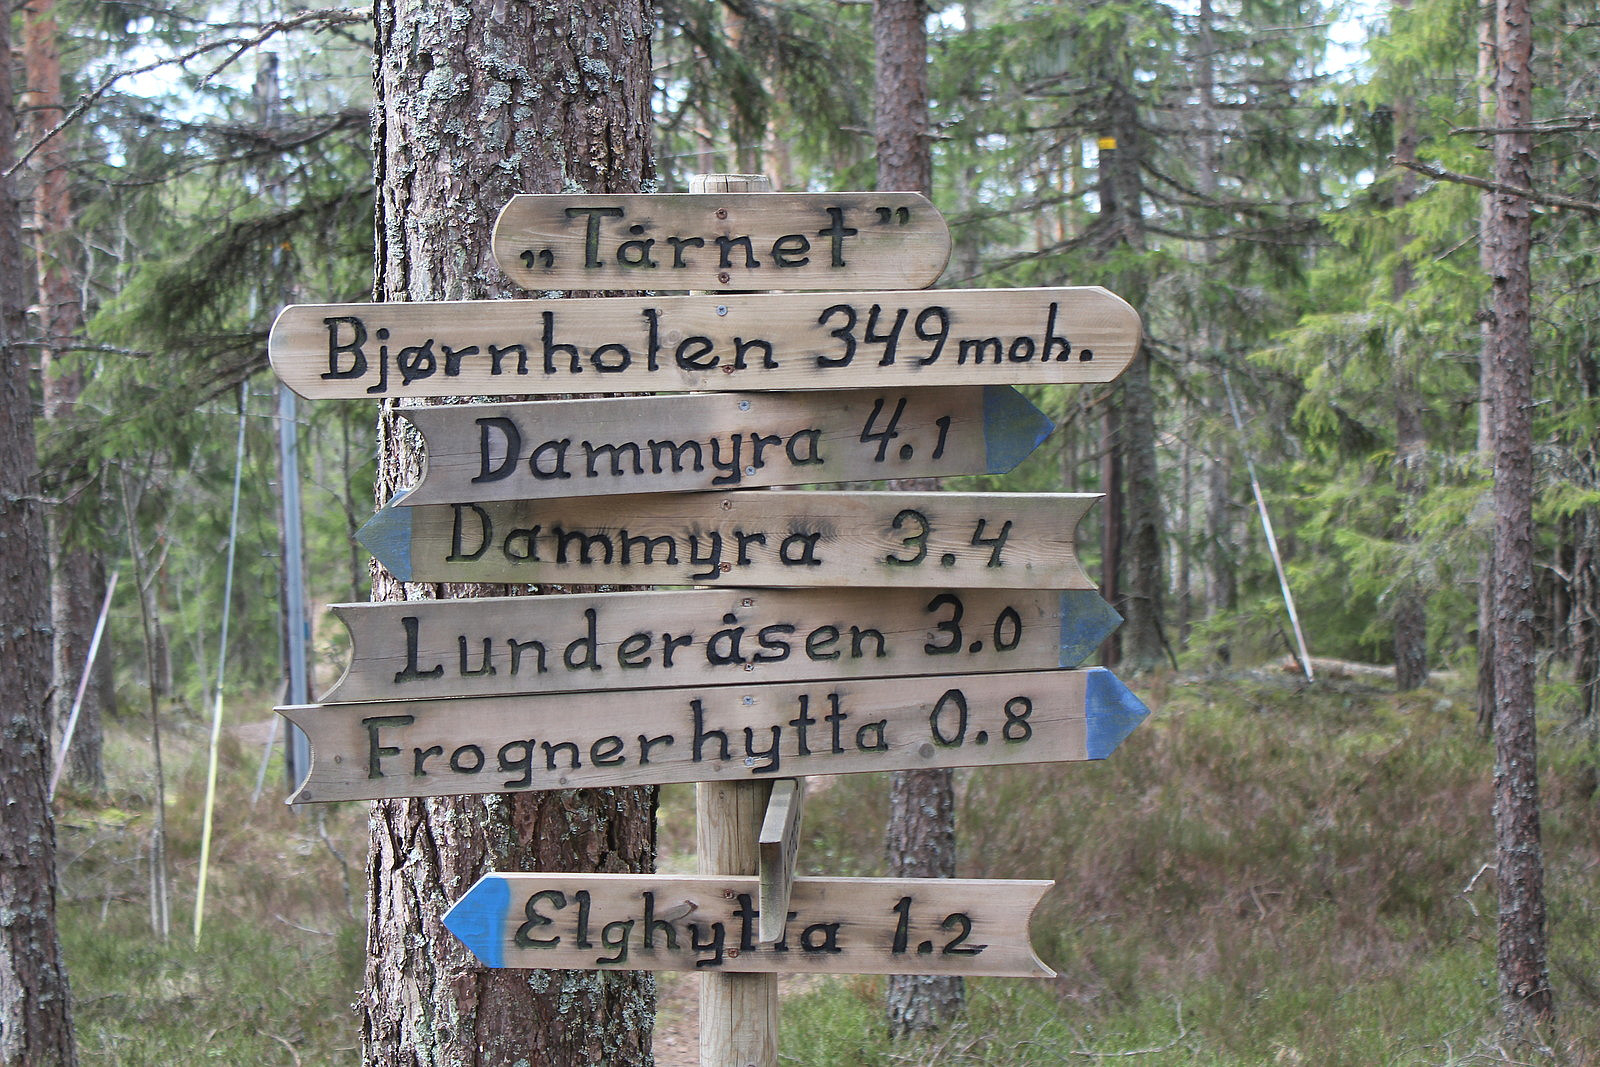 „Tårnet”
Bjørnholen 349 moh.
Dammyra 4.1
Dammyra 3.4
Lunderåsen 3.0
Frognerhytta 0.8
Elghytta 1.2